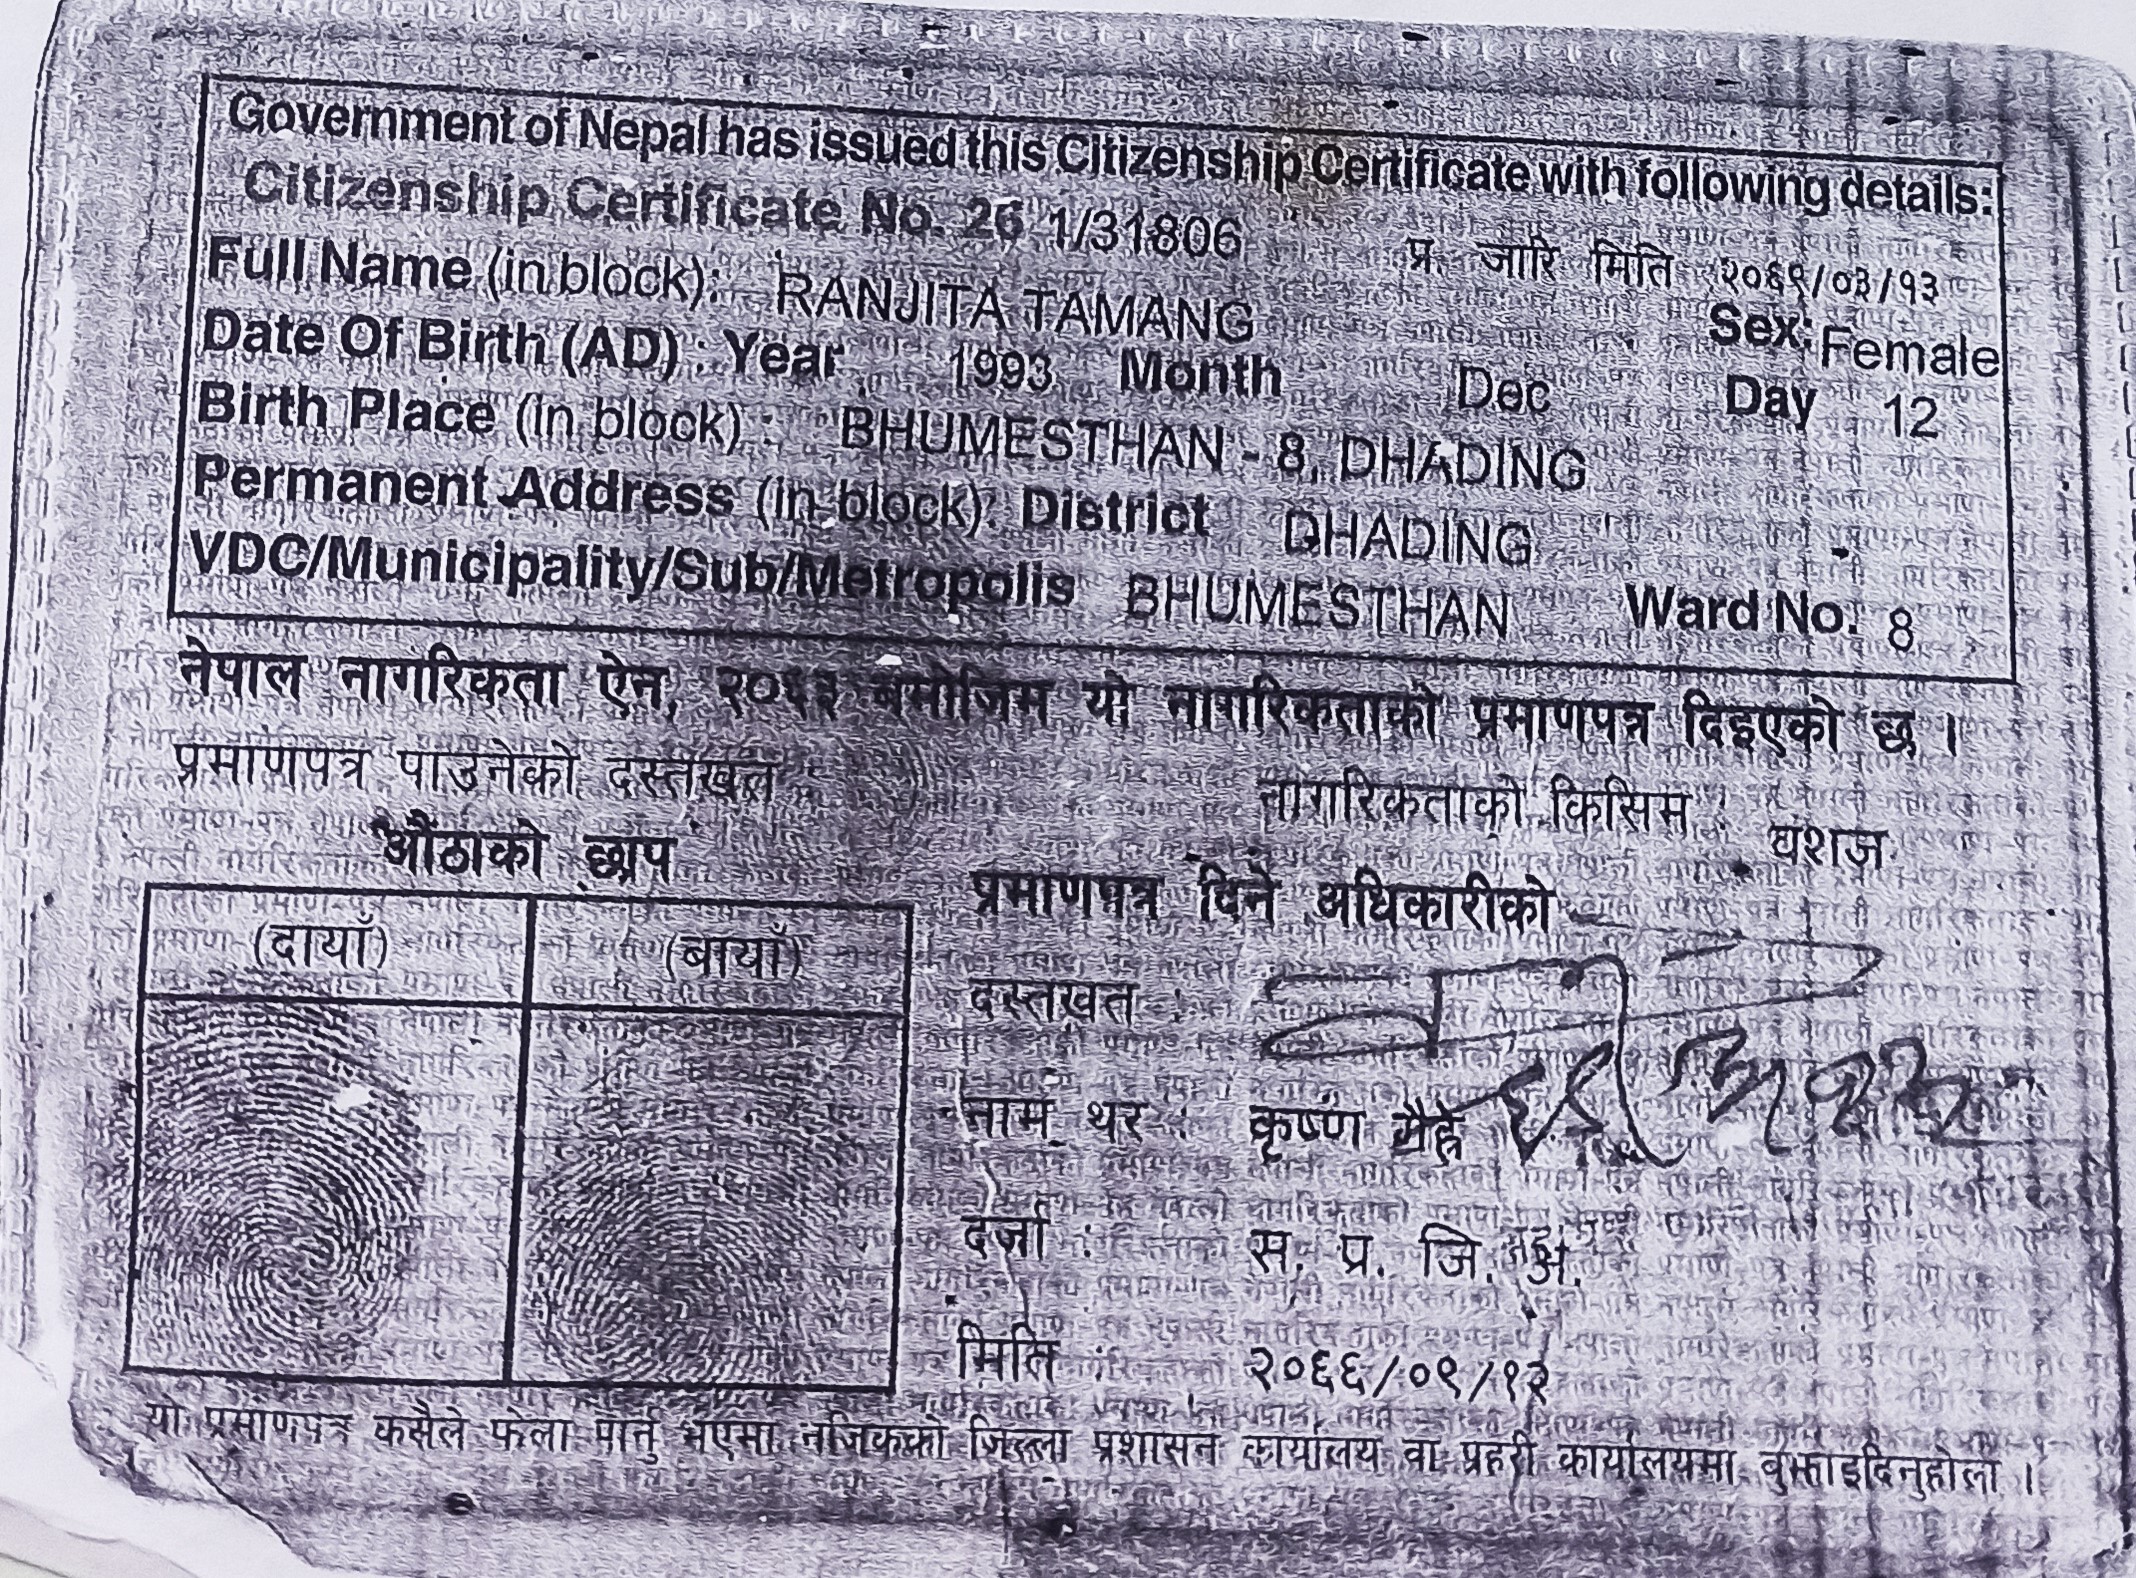 Government of Nepal has issued this Citizenship Certificate with following details:
Citizenship Certificate No. 26 1/31806 प्र. जारि मिति २०६९/०३/१३
Full Name (in block): RANJITA TAMANG Sex: Female
Date Of Birth (AD) : Year 1993 Month Dec Day 12
Birth Place (in block) : BHUMESTHAN - 8, DHADING
Permanent Address (in block): District DHADING
VDC/Municipality/Sub/Metropolis BHUMESTHAN Ward No. 8
नेपाल नागरिकता ऐन, २०६३ बमोजिम यो नागरिकताको प्रमाणपत्र दिइएको छ ।
प्रमाणपत्र पाउनेको दस्तखत :
नागरिकताको किसिम वंशज
औंठाको छाप
प्रमाणपत्र दिने अधिकारीको
(दायाँ) (बायाँ)
दस्तखत :
नाम थर : कृष्ण
दर्जा : स. प्र. जि. अ.
मिति : २०६६/०९/१२
यो प्रमाणपत्र कसैले फेला पार्नु भएमा नजिकको जिल्ला प्रशासन कार्यालय वा प्रहरी कार्यालयमा बुझाइदिनुहोला ।